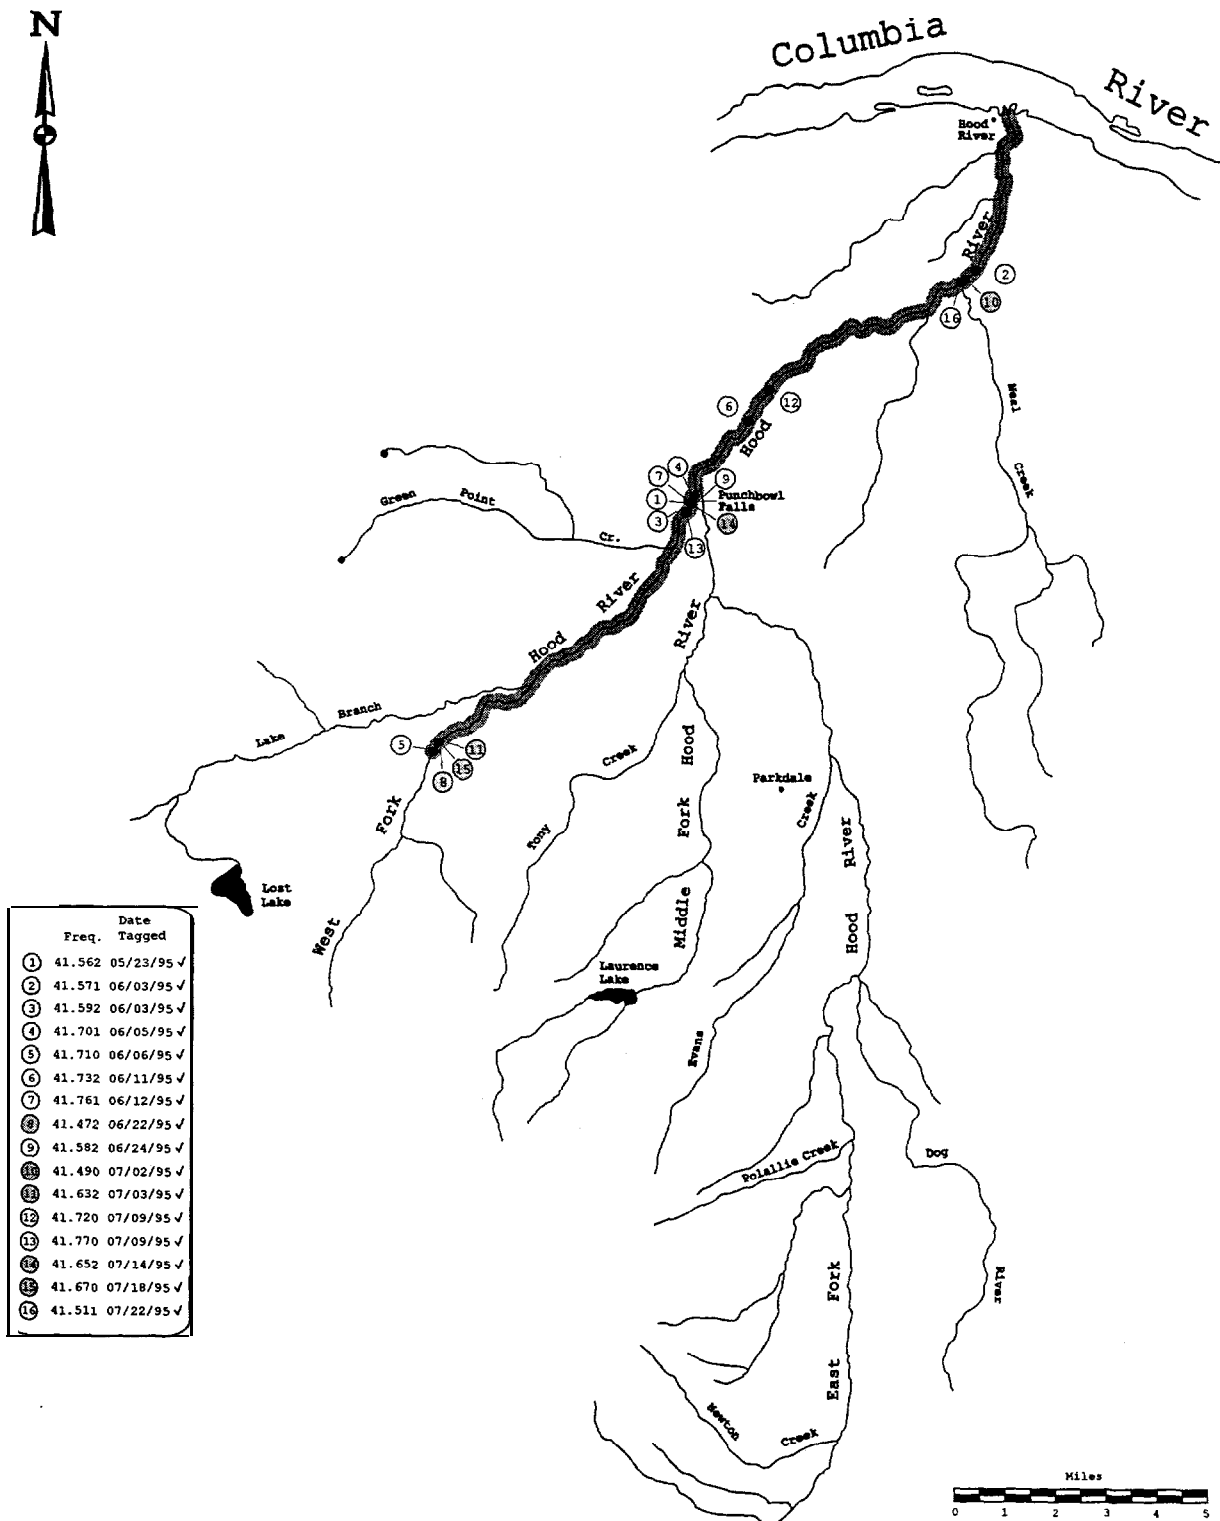 N
Columbia
River
Hood
River
River
2
10
16
Neal
Creek
6
12
Hood
4
7
9
1
Punchbowl
Falls
3
14
13
Green
Point
Cr.
River
Hood
River
Branch
Lake
5
11
15
8
Creek
Tony
Hood
Fork
Middle
Parkdale
Creek
River
Hood
Fork
West
Lost
Lake
Laurence
Lake
Evans
Polallie Creek
Dog
River
Fork
East
Newton
Creek
Date
Freq. Tagged
1 41.562 05/23/95 ✓
2 41.571 06/03/95 ✓
3 41.592 06/03/95 ✓
4 41.701 06/05/95 ✓
5 41.710 06/06/95 ✓
6 41.732 06/11/95 ✓
7 41.761 06/12/95 ✓
8 41.472 06/22/95 ✓
9 41.582 06/24/95 ✓
10 41.490 07/02/95 ✓
11 41.632 07/03/95 ✓
12 41.720 07/09/95 ✓
13 41.770 07/09/95 ✓
14 41.652 07/14/95 ✓
15 41.670 07/18/95 ✓
16 41.511 07/22/95 ✓
Miles
0 1 2 3 4 5